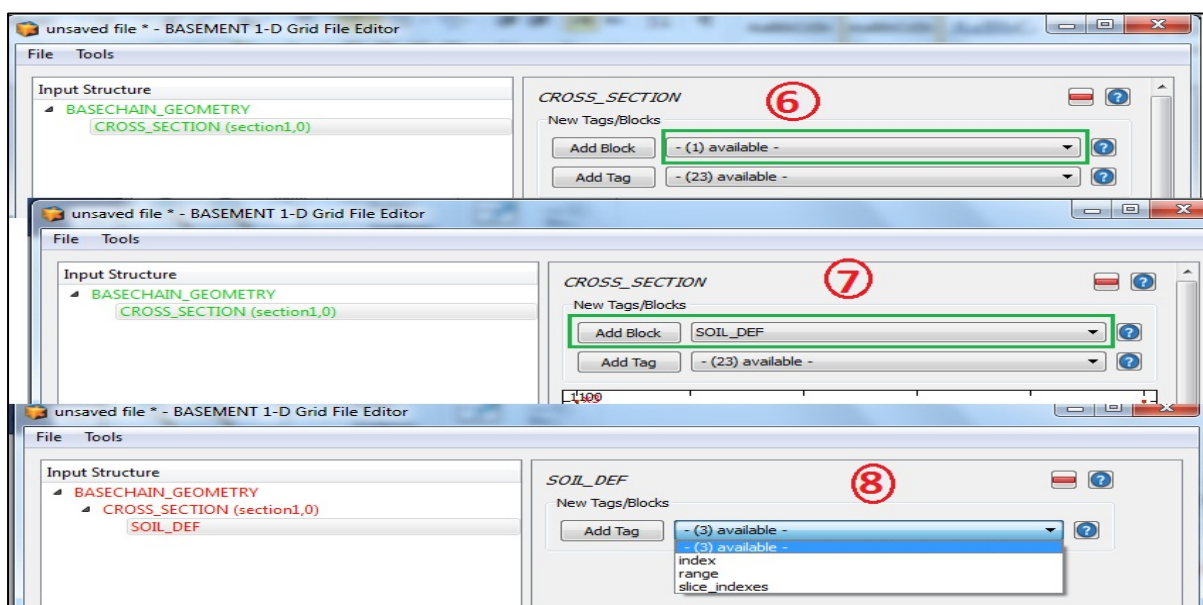 unsaved file * - BASEMENT 1-D Grid File Editor
File Tools
Input Structure
BASECHAIN_GEOMETRY
CROSS_SECTION (section1,0)
CROSS_SECTION
6
New Tags/Blocks
Add Block - (1) available -
Add Tag - (23) available -
unsaved file * - BASEMENT 1-D Grid File Editor
File Tools
Input Structure
BASECHAIN_GEOMETRY
CROSS_SECTION (section1,0)
CROSS_SECTION
7
New Tags/Blocks
Add Block SOIL_DEF
Add Tag - (23) available -
unsaved file * - BASEMENT 1-D Grid File Editor
File Tools
Input Structure
BASECHAIN_GEOMETRY
CROSS_SECTION (section1,0)
SOIL_DEF
SOIL_DEF
8
New Tags/Blocks
Add Tag - (3) available -
- (3) available -
index
range
slice_indexes